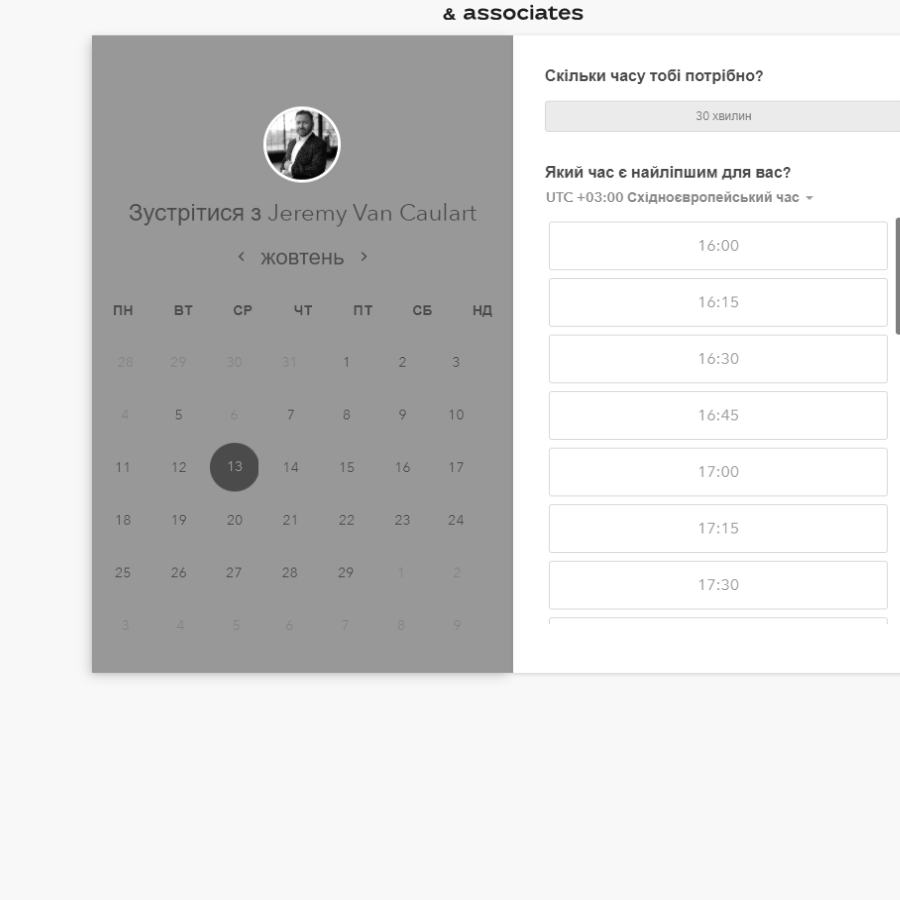 & associates
Зустрітися з Jeremy Van Caulart
жовтень
ПН ВТ СР ЧТ ПТ СБ НД
28 29 30 31 1 2 3
4 5 6 7 8 9 10
11 12 13 14 15 16 17
18 19 20 21 22 23 24
25 26 27 28 29 1 2
3 4 5 6 7 8 9
Скільки часу тобі потрібно?
30 хвилин
Який час є найліпшим для вас?
UTC +03:00 Східноєвропейський час
16:00
16:15
16:30
16:45
17:00
17:15
17:30